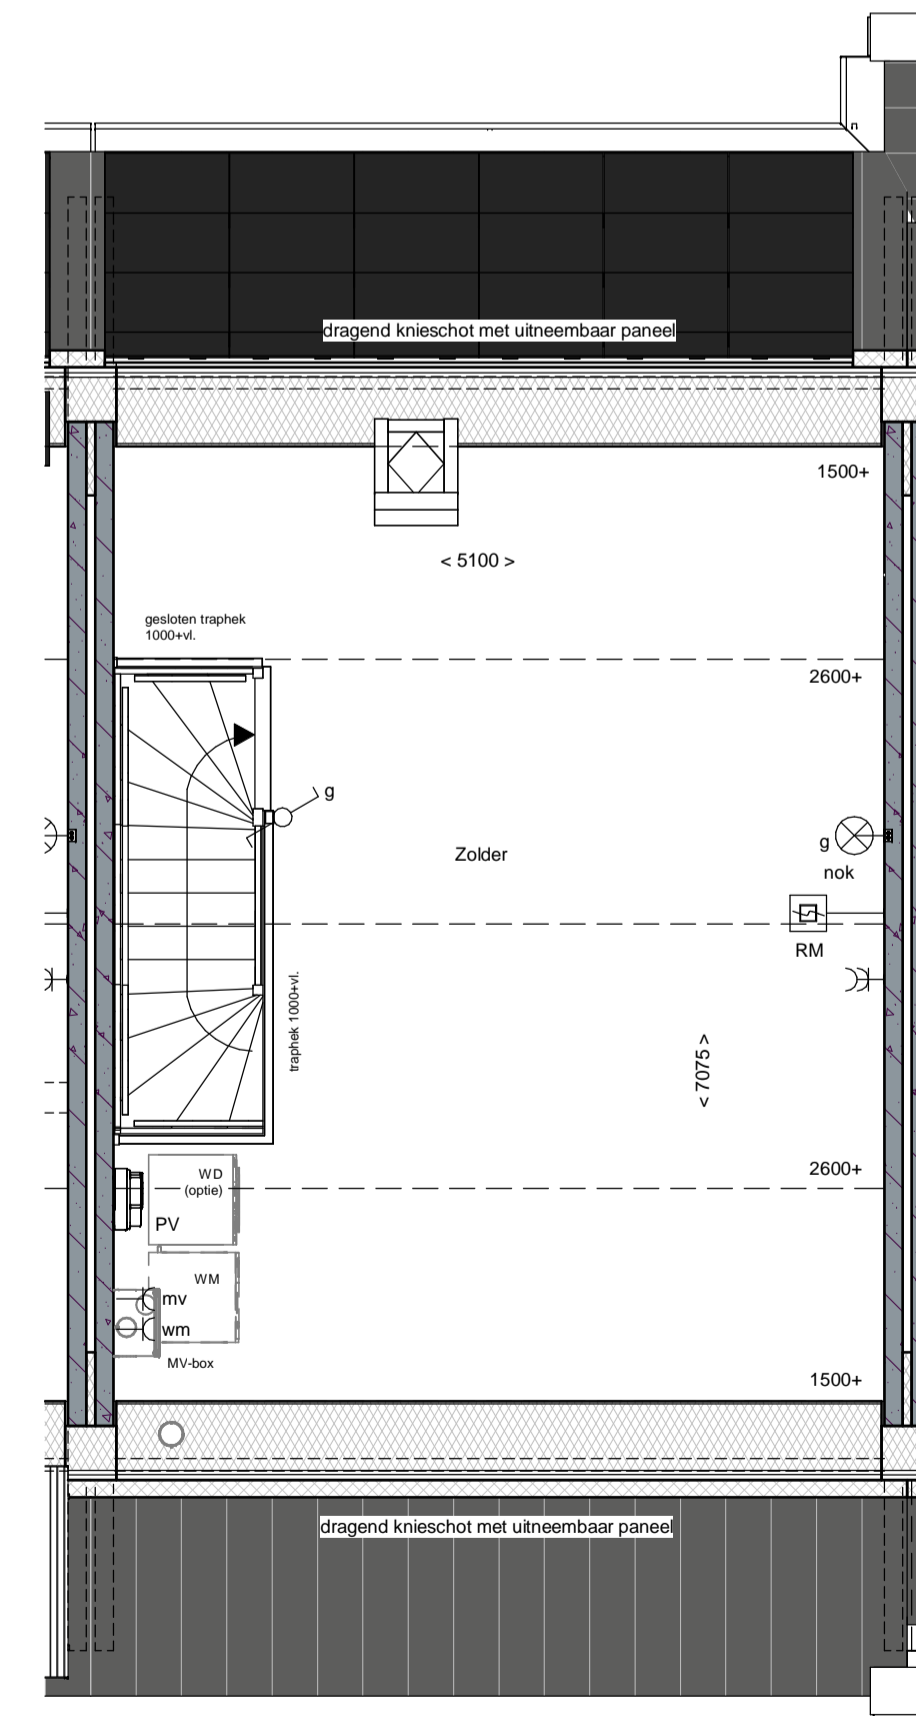 dragend knieschot met uitneembaar paneel
1500+
< 5100 >
gesloten traphek
1000+vl.
2600+
g
Zolder
g
nok
RM
traphek 1000+vl.
< 7075 >
2600+
WD
(optie)
PV
WM
mv
wm
MV-box
1500+
dragend knieschot met uitneembaar paneel